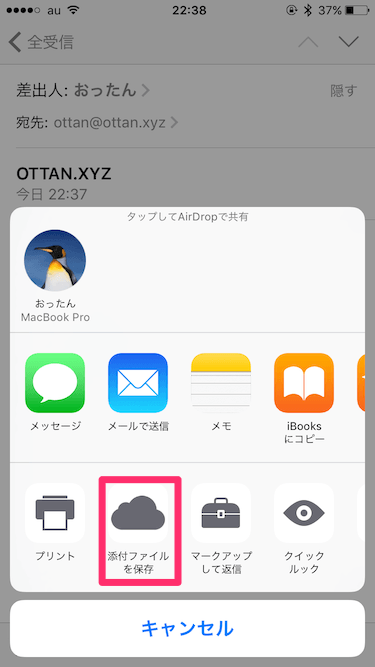 au 22:38 37%
全受信
差出人: おったん 隠す
宛先: ottan@ottan.xyz
OTTAN.XYZ
今日 22:37
タップしてAirDropで共有
おったん
MacBook Pro
メッセージ メールで送信 メモ iBooks
にコピー
プリント 添付ファイル マークアップ クイック
を保存 して返信 ルック
キャンセル